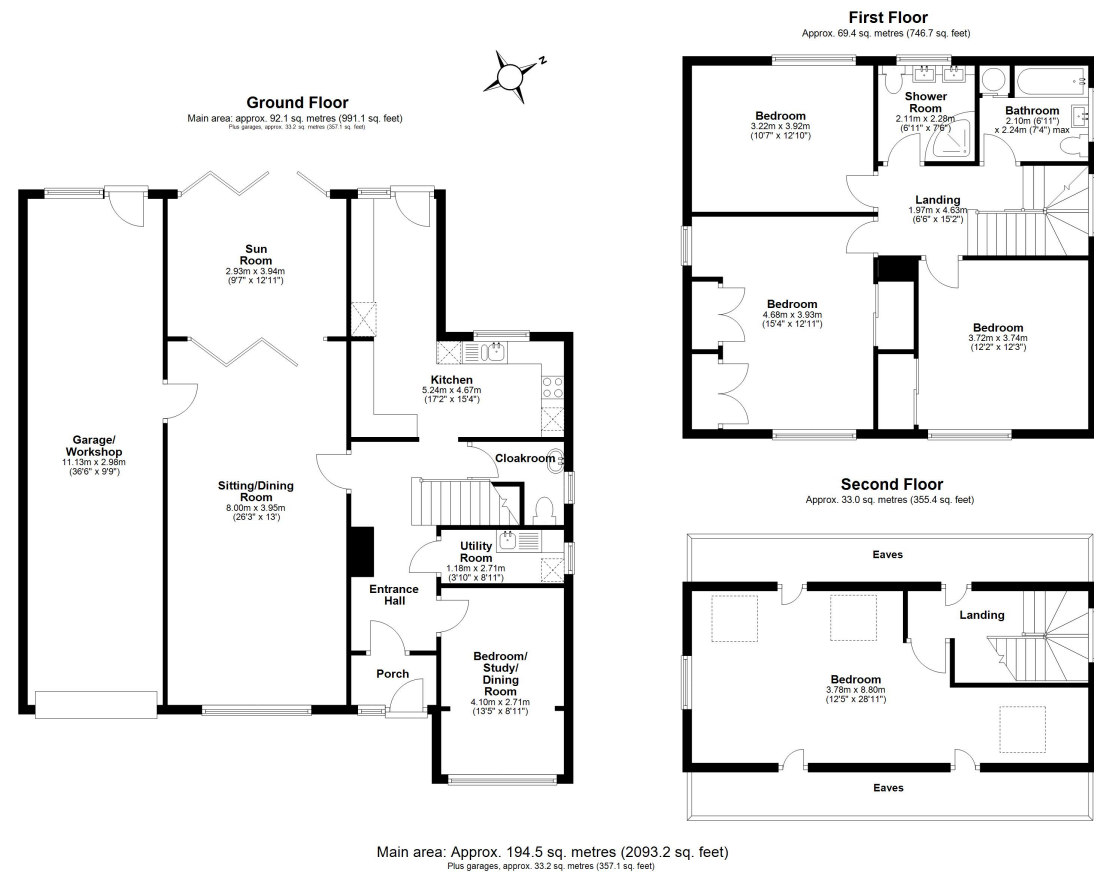 Ground Floor
Main area: approx. 92.1 sq. metres (991.1 sq. feet)
Plus garages, approx. 33.2 sq. metres (357.1 sq. feet)
N
Sun
Room
2.93m x 3.94m
(9'7" x 12'11")
Kitchen
5.24m x 4.67m
(17'2" x 15'4")
Garage/
Workshop
11.13m x 2.98m
(36'6" x 9'9")
Sitting/Dining
Room
8.00m x 3.95m
(26'3" x 13')
Cloakroom
Utility
Room
1.18m x 2.71m
(3'10" x 8'11")
Entrance
Hall
Porch
Bedroom/
Study/
Dining
Room
4.10m x 2.71m
(13'5" x 8'11")
First Floor
Approx. 69.4 sq. metres (746.7 sq. feet)
Bedroom
3.22m x 3.92m
(10'7" x 12'10")
Shower
Room
2.11m x 2.28m
(6'11" x 7'6")
Bathroom
2.10m (6'11")
x 2.24m (7'4") max
Landing
1.97m x 4.63m
(6'6" x 15'2")
Bedroom
4.68m x 3.93m
(15'4" x 12'11")
Bedroom
3.72m x 3.74m
(12'2" x 12'3")
Second Floor
Approx. 33.0 sq. metres (355.4 sq. feet)
Eaves
Landing
Bedroom
3.78m x 8.80m
(12'5" x 28'11")
Eaves
Main area: Approx. 194.5 sq. metres (2093.2 sq. feet)
Plus garages, approx. 33.2 sq. metres (357.1 sq. feet)